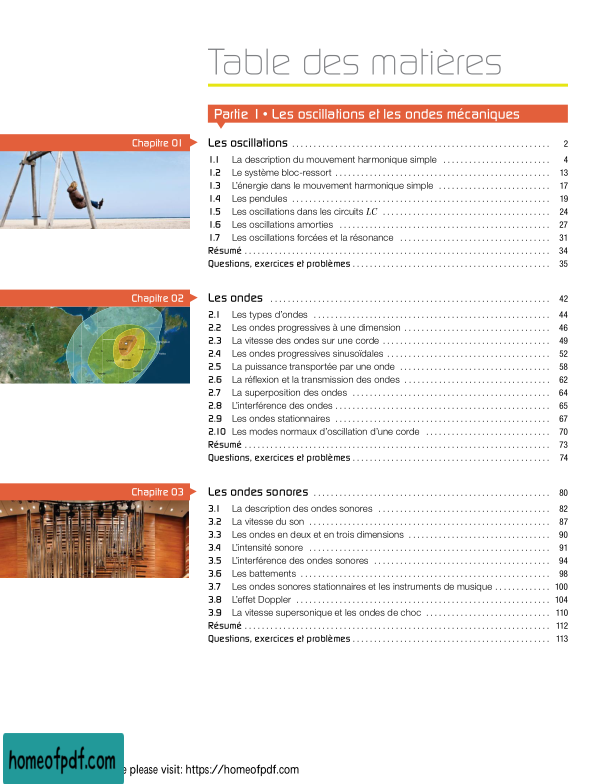 Table des matières
Partie 1 • Les oscillations et les ondes mécaniques
Chapitre 01
Les oscillations 2
1.1 La description du mouvement harmonique simple 4
1.2 Le système bloc-ressort 13
1.3 L'énergie dans le mouvement harmonique simple 17
1.4 Les pendules 19
1.5 Les oscillations dans les circuits LC 24
1.6 Les oscillations amorties 27
1.7 Les oscillations forcées et la résonance 31
Résumé 34
Questions, exercices et problèmes 35
Chapitre 02
Les ondes 42
2.1 Les types d'ondes 44
2.2 Les ondes progressives à une dimension 46
2.3 La vitesse des ondes sur une corde 49
2.4 Les ondes progressives sinusoïdales 52
2.5 La puissance transportée par une onde 58
2.6 La réflexion et la transmission des ondes 62
2.7 La superposition des ondes 64
2.8 L'interférence des ondes 65
2.9 Les ondes stationnaires 67
2.10 Les modes normaux d'oscillation d'une corde 70
Résumé 73
Questions, exercices et problèmes 74
Chapitre 03
Les ondes sonores 80
3.1 La description des ondes sonores 82
3.2 La vitesse du son 87
3.3 Les ondes en deux et en trois dimensions 90
3.4 L'intensité sonore 91
3.5 L'interférence des ondes sonores 94
3.6 Les battements 98
3.7 Les ondes sonores stationnaires et les instruments de musique 100
3.8 L'effet Doppler 104
3.9 La vitesse supersonique et les ondes de choc 110
Résumé 112
Questions, exercices et problèmes 113
homeofpdf.com
please visit: https://homeofpdf.com